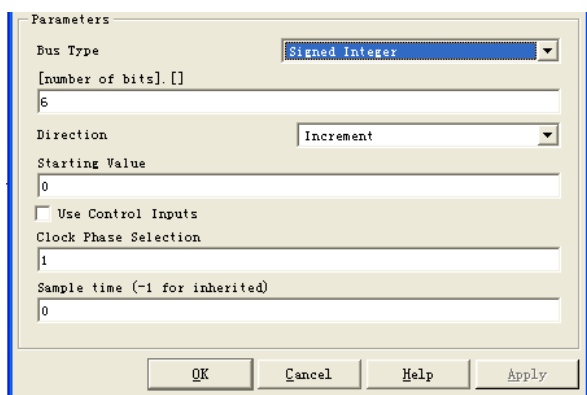 Parameters
Bus Type
Signed Integer
[number of bits].[]
6
Direction
Increment
Starting Value
0
Use Control Inputs
Clock Phase Selection
1
Sample time (-1 for inherited)
0
OK Cancel Help Apply